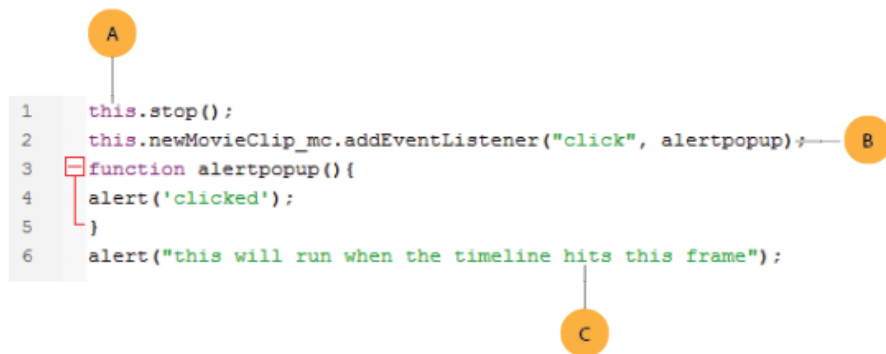 A
1 this.stop();
2 this.newMovieClip_mc.addEventListener("click", alertpopup);
B
3 function alertpopup(){
4 alert('clicked');
5 }
6 alert("this will run when the timeline hits this frame");
C